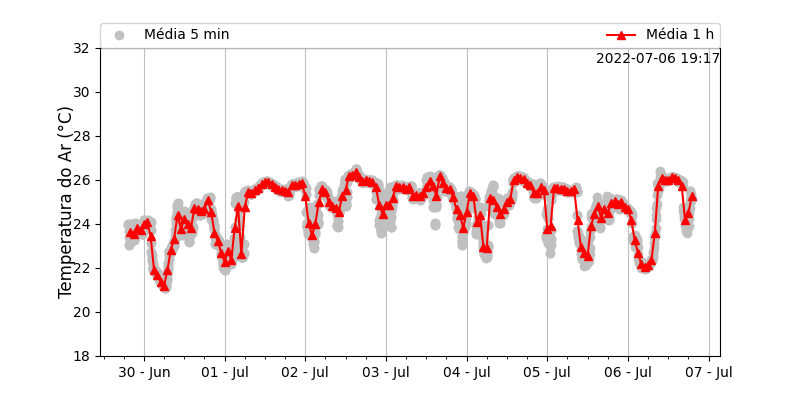 Média 5 min
Média 1 h
2022-07-06 19:17
Temperatura do Ar (°C)
32
30
28
26
24
22
20
18
30 - Jun
01 - Jul
02 - Jul
03 - Jul
04 - Jul
05 - Jul
06 - Jul
07 - Jul